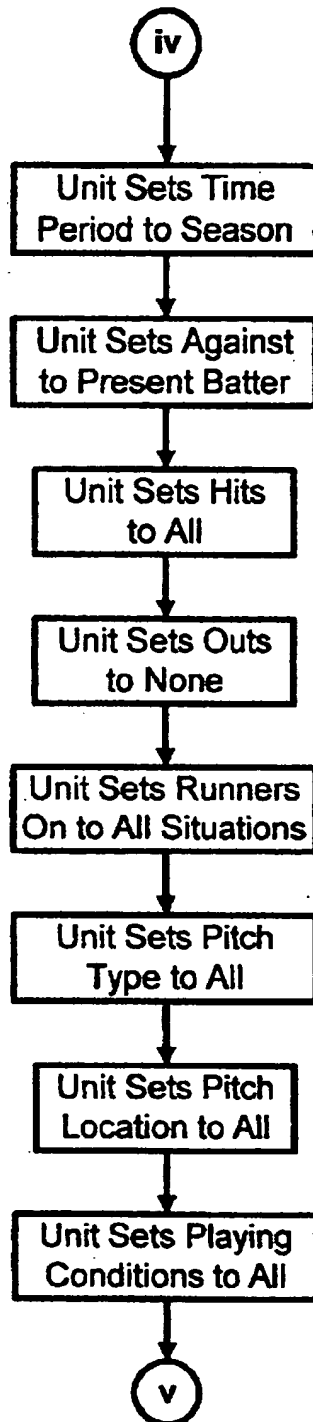 iv
Unit Sets Time
Period to Season
Unit Sets Against
to Present Batter
Unit Sets Hits
to All
Unit Sets Outs
to None
Unit Sets Runners
On to All Situations
Unit Sets Pitch
Type to All
Unit Sets Pitch
Location to All
Unit Sets Playing
Conditions to All
v